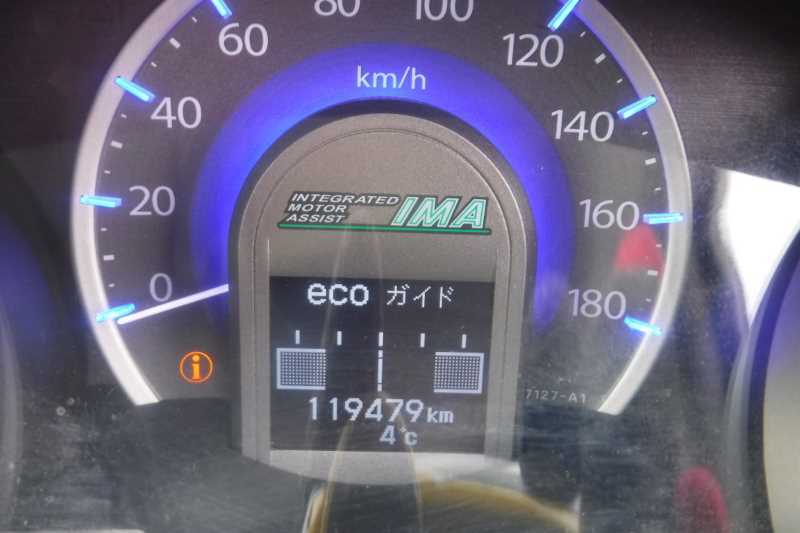 80
100
60
120
km/h
40
140
INTEGRATED
MOTOR
ASSIST
IMA
20
160
0
eco ガイド
180
i
7127-A1
119479km
4°c